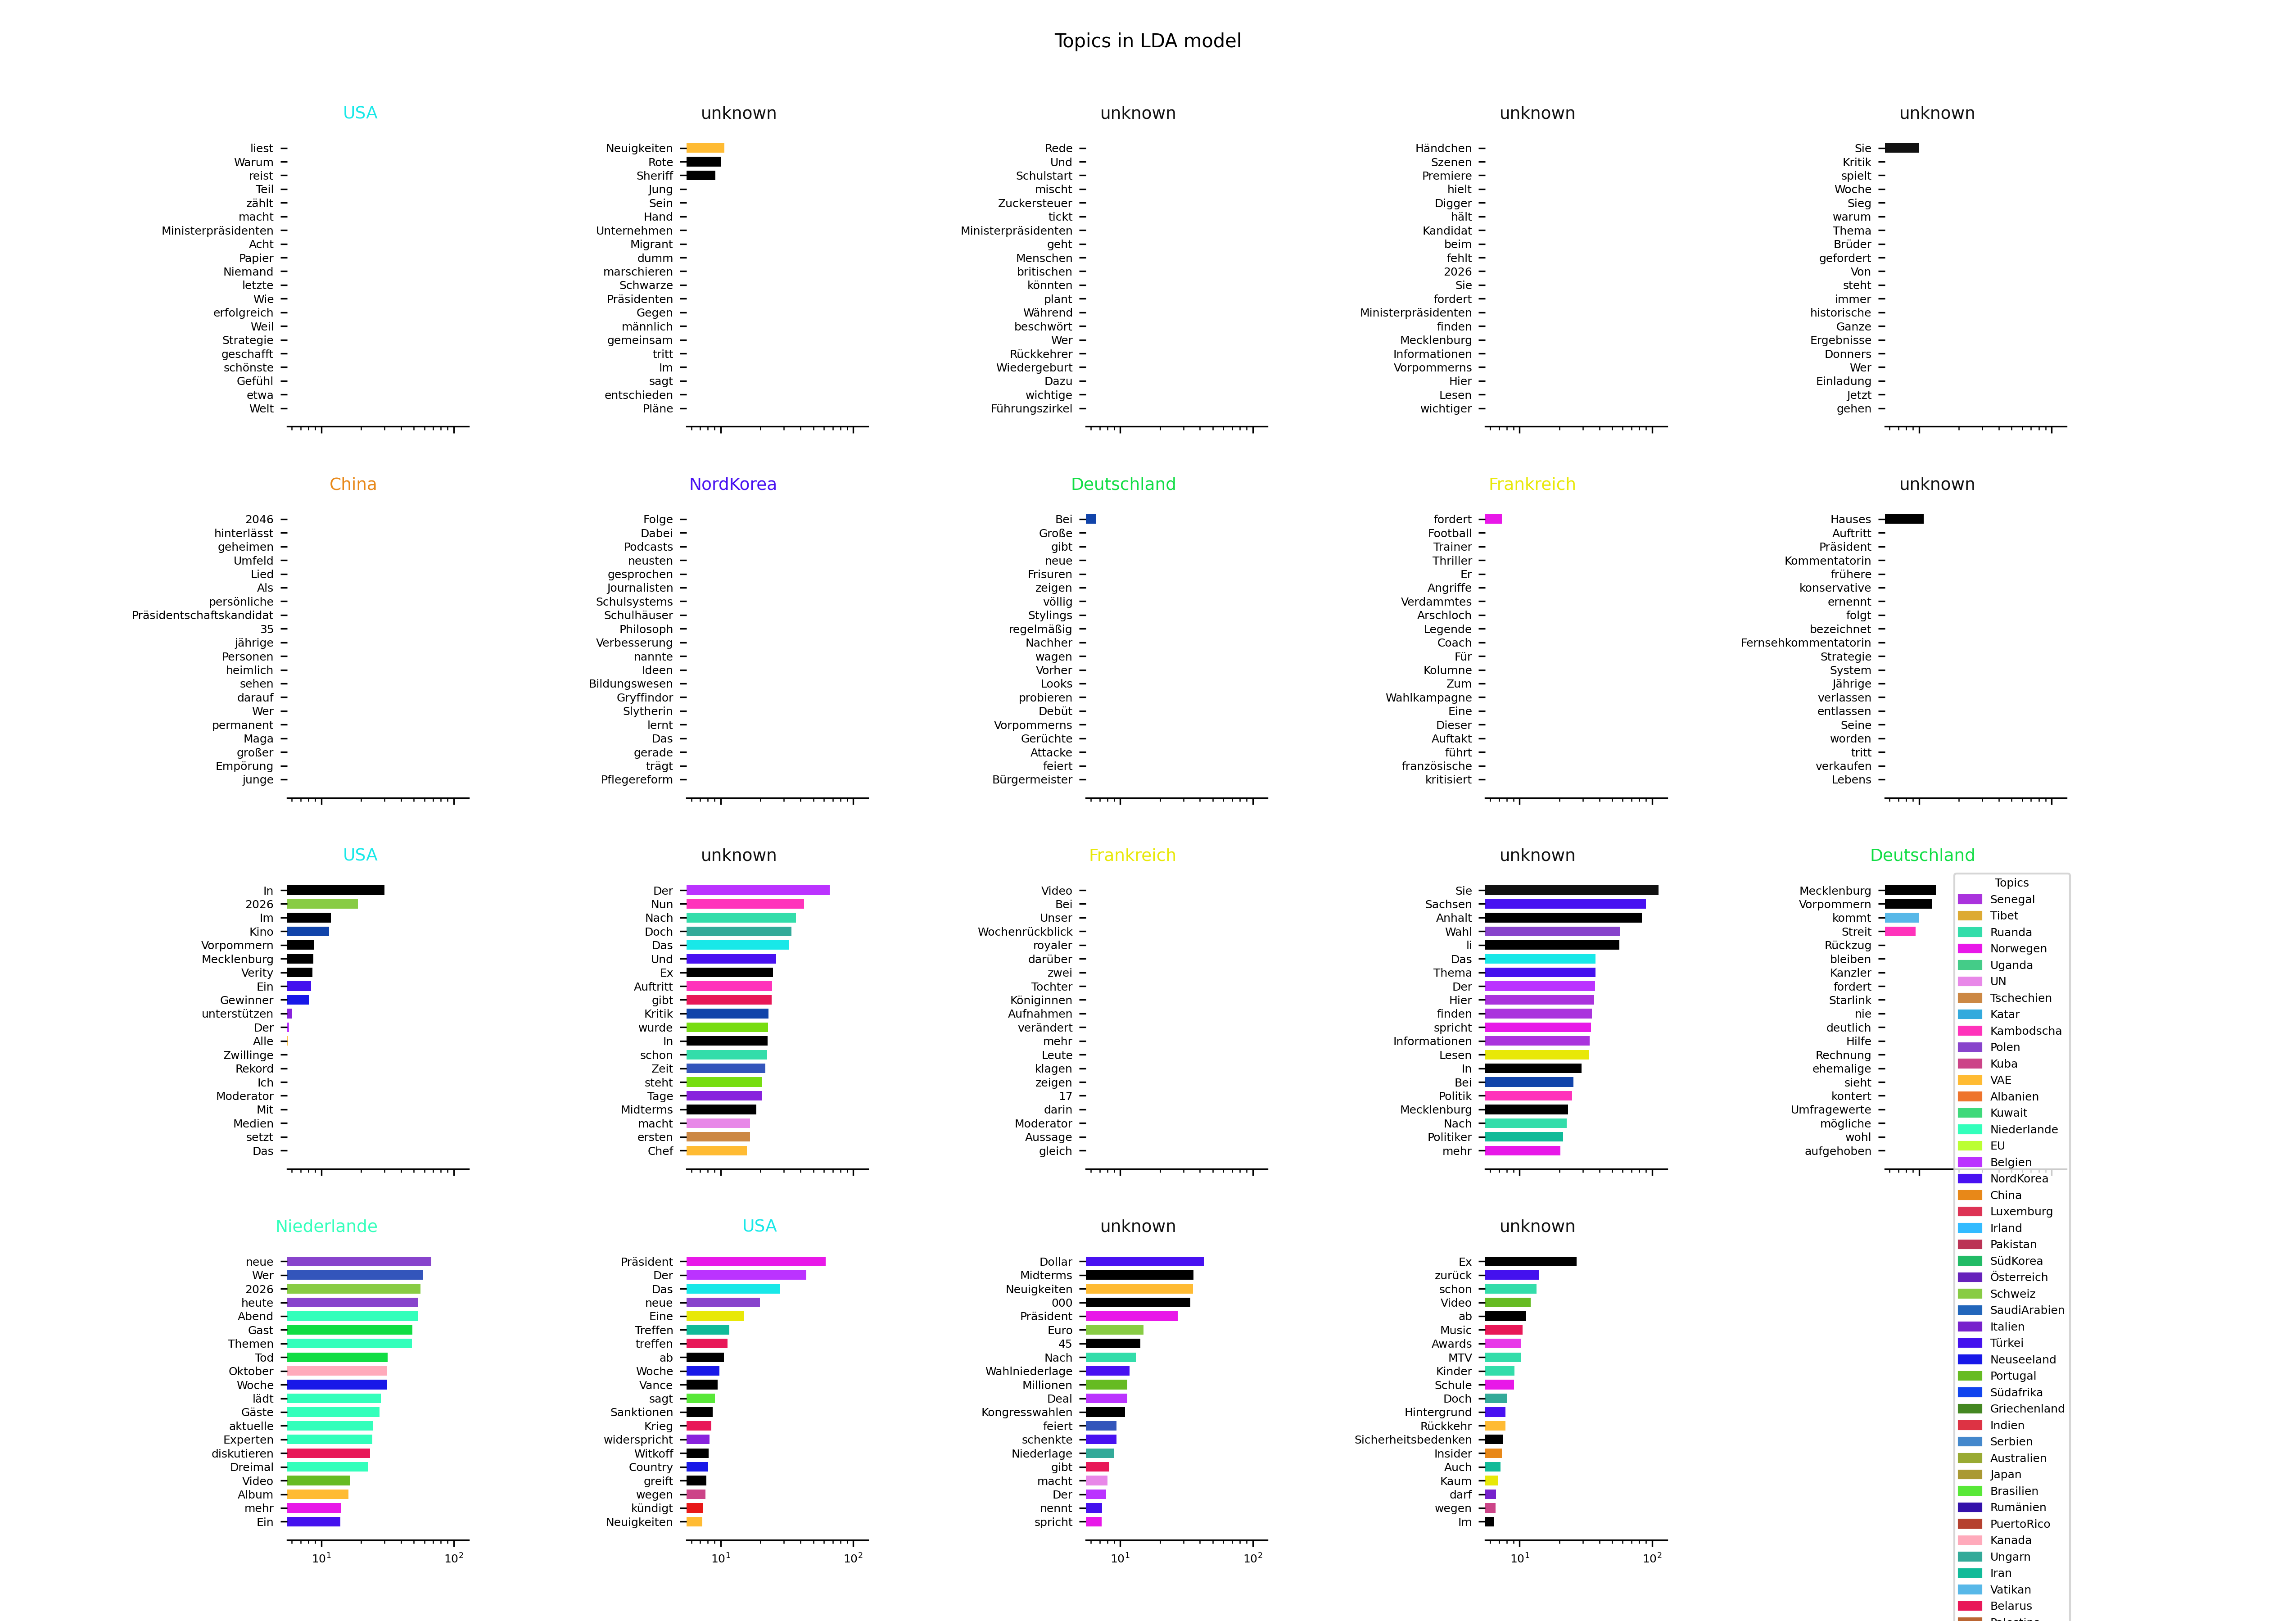 Topics in LDA model
USA
liest
Warum
reist
Teil
zählt
macht
Ministerpräsidenten
Acht
Papier
Niemand
letzte
Wie
erfolgreich
Weil
Strategie
geschafft
schönste
Gefühl
etwa
Welt
unknown
Neuigkeiten
Rote
Sheriff
Jung
Sein
Hand
Unternehmen
Migrant
dumm
marschieren
Schwarze
Präsidenten
Gegen
männlich
gemeinsam
tritt
Im
sagt
entschieden
Pläne
unknown
Rede
Und
Schulstart
mischt
Zuckersteuer
tickt
Ministerpräsidenten
geht
Menschen
britischen
könnten
plant
Während
beschwört
Wer
Rückkehrer
Wiedergeburt
Dazu
wichtige
Führungszirkel
unknown
Händchen
Szenen
Premiere
hielt
Digger
hält
Kandidat
beim
fehlt
2026
Sie
fordert
Ministerpräsidenten
finden
Mecklenburg
Informationen
Vorpommerns
Hier
Lesen
wichtiger
unknown
Sie
Kritik
spielt
Woche
Sieg
warum
Thema
Brüder
gefordert
Von
steht
immer
historische
Ganze
Ergebnisse
Donners
Wer
Einladung
Jetzt
gehen
China
2046
hinterlässt
geheimen
Umfeld
Lied
Als
persönliche
Präsidentschaftskandidat
35
jährige
Personen
heimlich
sehen
darauf
Wer
permanent
Maga
großer
Empörung
junge
NordKorea
Folge
Dabei
Podcasts
neusten
gesprochen
Journalisten
Schulsystems
Schulhäuser
Philosoph
Verbesserung
nannte
Ideen
Bildungswesen
Gryffindor
Slytherin
lernt
Das
gerade
trägt
Pflegereform
Deutschland
Bei
Große
gibt
neue
Frisuren
zeigen
völlig
Stylings
regelmäßig
Nachher
wagen
Vorher
Looks
probieren
Debüt
Vorpommerns
Gerüchte
Attacke
feiert
Bürgermeister
Frankreich
fordert
Football
Trainer
Thriller
Er
Angriffe
Verdammtes
Arschloch
Legende
Coach
Für
Kolumne
Zum
Wahlkampagne
Eine
Dieser
Auftakt
führt
französische
kritisiert
unknown
Hauses
Auftritt
Präsident
Kommentatorin
frühere
konservative
ernennt
folgt
bezeichnet
Fernsehkommentatorin
Strategie
System
Jährige
verlassen
entlassen
Seine
worden
tritt
verkaufen
Lebens
USA
In
2026
Im
Kino
Vorpommern
Mecklenburg
Verity
Ein
Gewinner
unterstützen
Der
Alle
Zwillinge
Rekord
Ich
Moderator
Mit
Medien
setzt
Das
unknown
Der
Nun
Nach
Doch
Das
Und
Ex
Auftritt
gibt
Kritik
wurde
In
schon
Zeit
steht
Tage
Midterms
macht
ersten
Chef
Frankreich
Video
Bei
Unser
Wochenrückblick
royaler
darüber
zwei
Tochter
Königinnen
Aufnahmen
verändert
mehr
Leute
klagen
zeigen
17
darin
Moderator
Aussage
gleich
unknown
Sie
Sachsen
Anhalt
Wahl
li
Das
Thema
Der
Hier
finden
spricht
Informationen
Lesen
In
Bei
Politik
Mecklenburg
Nach
Politiker
mehr
Deutschland
Mecklenburg
Vorpommern
kommt
Streit
Rückzug
bleiben
Kanzler
fordert
Starlink
nie
deutlich
Hilfe
Rechnung
ehemalige
sieht
kontert
Umfragewerte
mögliche
wohl
aufgehoben
Niederlande
neue
Wer
2026
heute
Abend
Gast
Themen
Tod
Oktober
Woche
lädt
Gäste
aktuelle
Experten
diskutieren
Dreimal
Video
Album
mehr
Ein
10¹ 10²
USA
Präsident
Der
Das
neue
Eine
Treffen
treffen
ab
Woche
Vance
sagt
Sanktionen
Krieg
widerspricht
Witkoff
Country
greift
wegen
kündigt
Neuigkeiten
10¹ 10²
unknown
Dollar
Midterms
Neuigkeiten
000
Präsident
Euro
45
Nach
Wahlniederlage
Millionen
Deal
Kongresswahlen
feiert
schenkte
Niederlage
gibt
macht
Der
nennt
spricht
10¹ 10²
unknown
Ex
zurück
schon
Video
ab
Music
Awards
MTV
Kinder
Schule
Doch
Hintergrund
Rückkehr
Sicherheitsbedenken
Insider
Auch
Kaum
darf
wegen
Im
10¹ 10²
Topics
Senegal
Tibet
Ruanda
Norwegen
Uganda
UN
Tschechien
Katar
Kambodscha
Polen
Kuba
VAE
Albanien
Kuwait
Niederlande
EU
Belgien
NordKorea
China
Luxemburg
Irland
Pakistan
SüdKorea
Österreich
Schweiz
SaudiArabien
Italien
Türkei
Neuseeland
Portugal
Südafrika
Griechenland
Indien
Serbien
Australien
Japan
Brasilien
Rumänien
PuertoRico
Kanada
Ungarn
Iran
Vatikan
Belarus